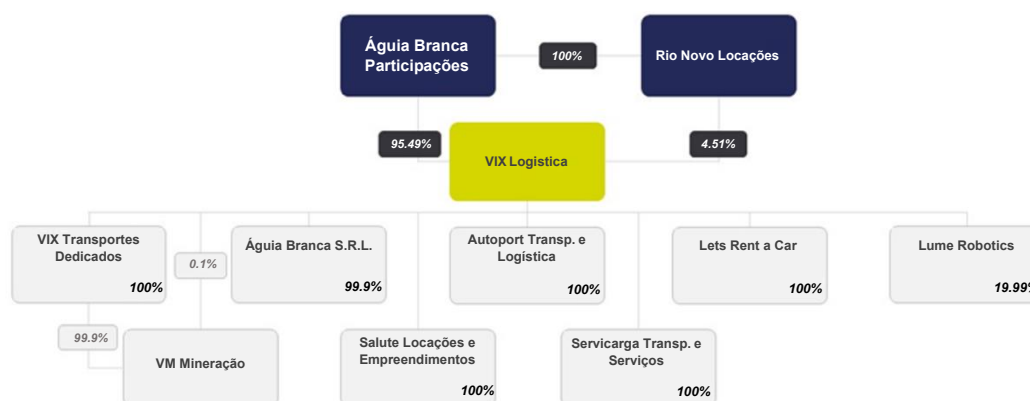 Águia Branca
Participações
100%
Rio Novo Locações
95.49%
4.51%
VIX Logistica
VIX Transportes
Dedicados
100%
0.1%
Águia Branca S.R.L.
99.9%
Autoport Transp. e
Logística
100%
Lets Rent a Car
100%
Lume Robotics
19.99%
99.9%
VM Mineração
Salute Locações e
Empreendimentos
100%
Servicarga Transp. e
Serviços
100%